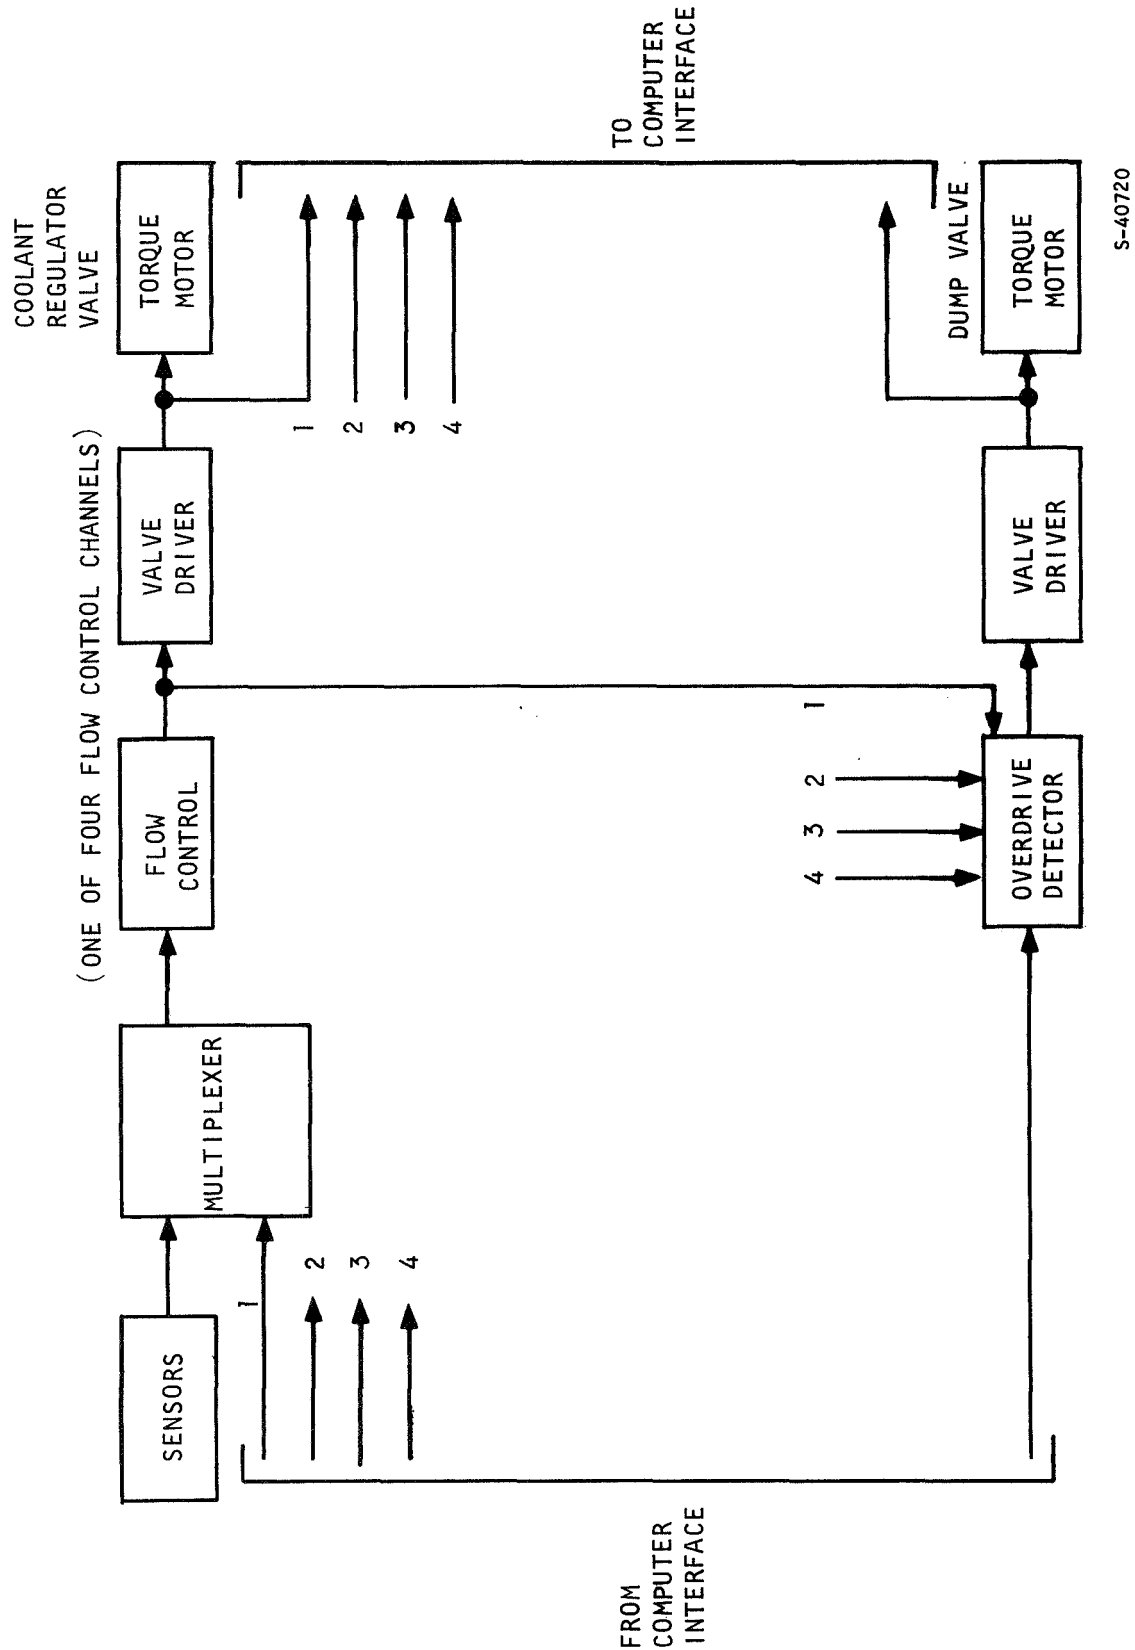 COOLANT
REGULATOR
VALVE
(ONE OF FOUR FLOW CONTROL CHANNELS)
SENSORS
MULTIPLEXER
FLOW
CONTROL
VALVE
DRIVER
TORQUE
MOTOR
1
2
3
4
1
2
3
4
FROM
COMPUTER
INTERFACE
TO
COMPUTER
INTERFACE
4
3
2
1
DUMP VALVE
OVERDRIVE
DETECTOR
VALVE
DRIVER
TORQUE
MOTOR
S-40720